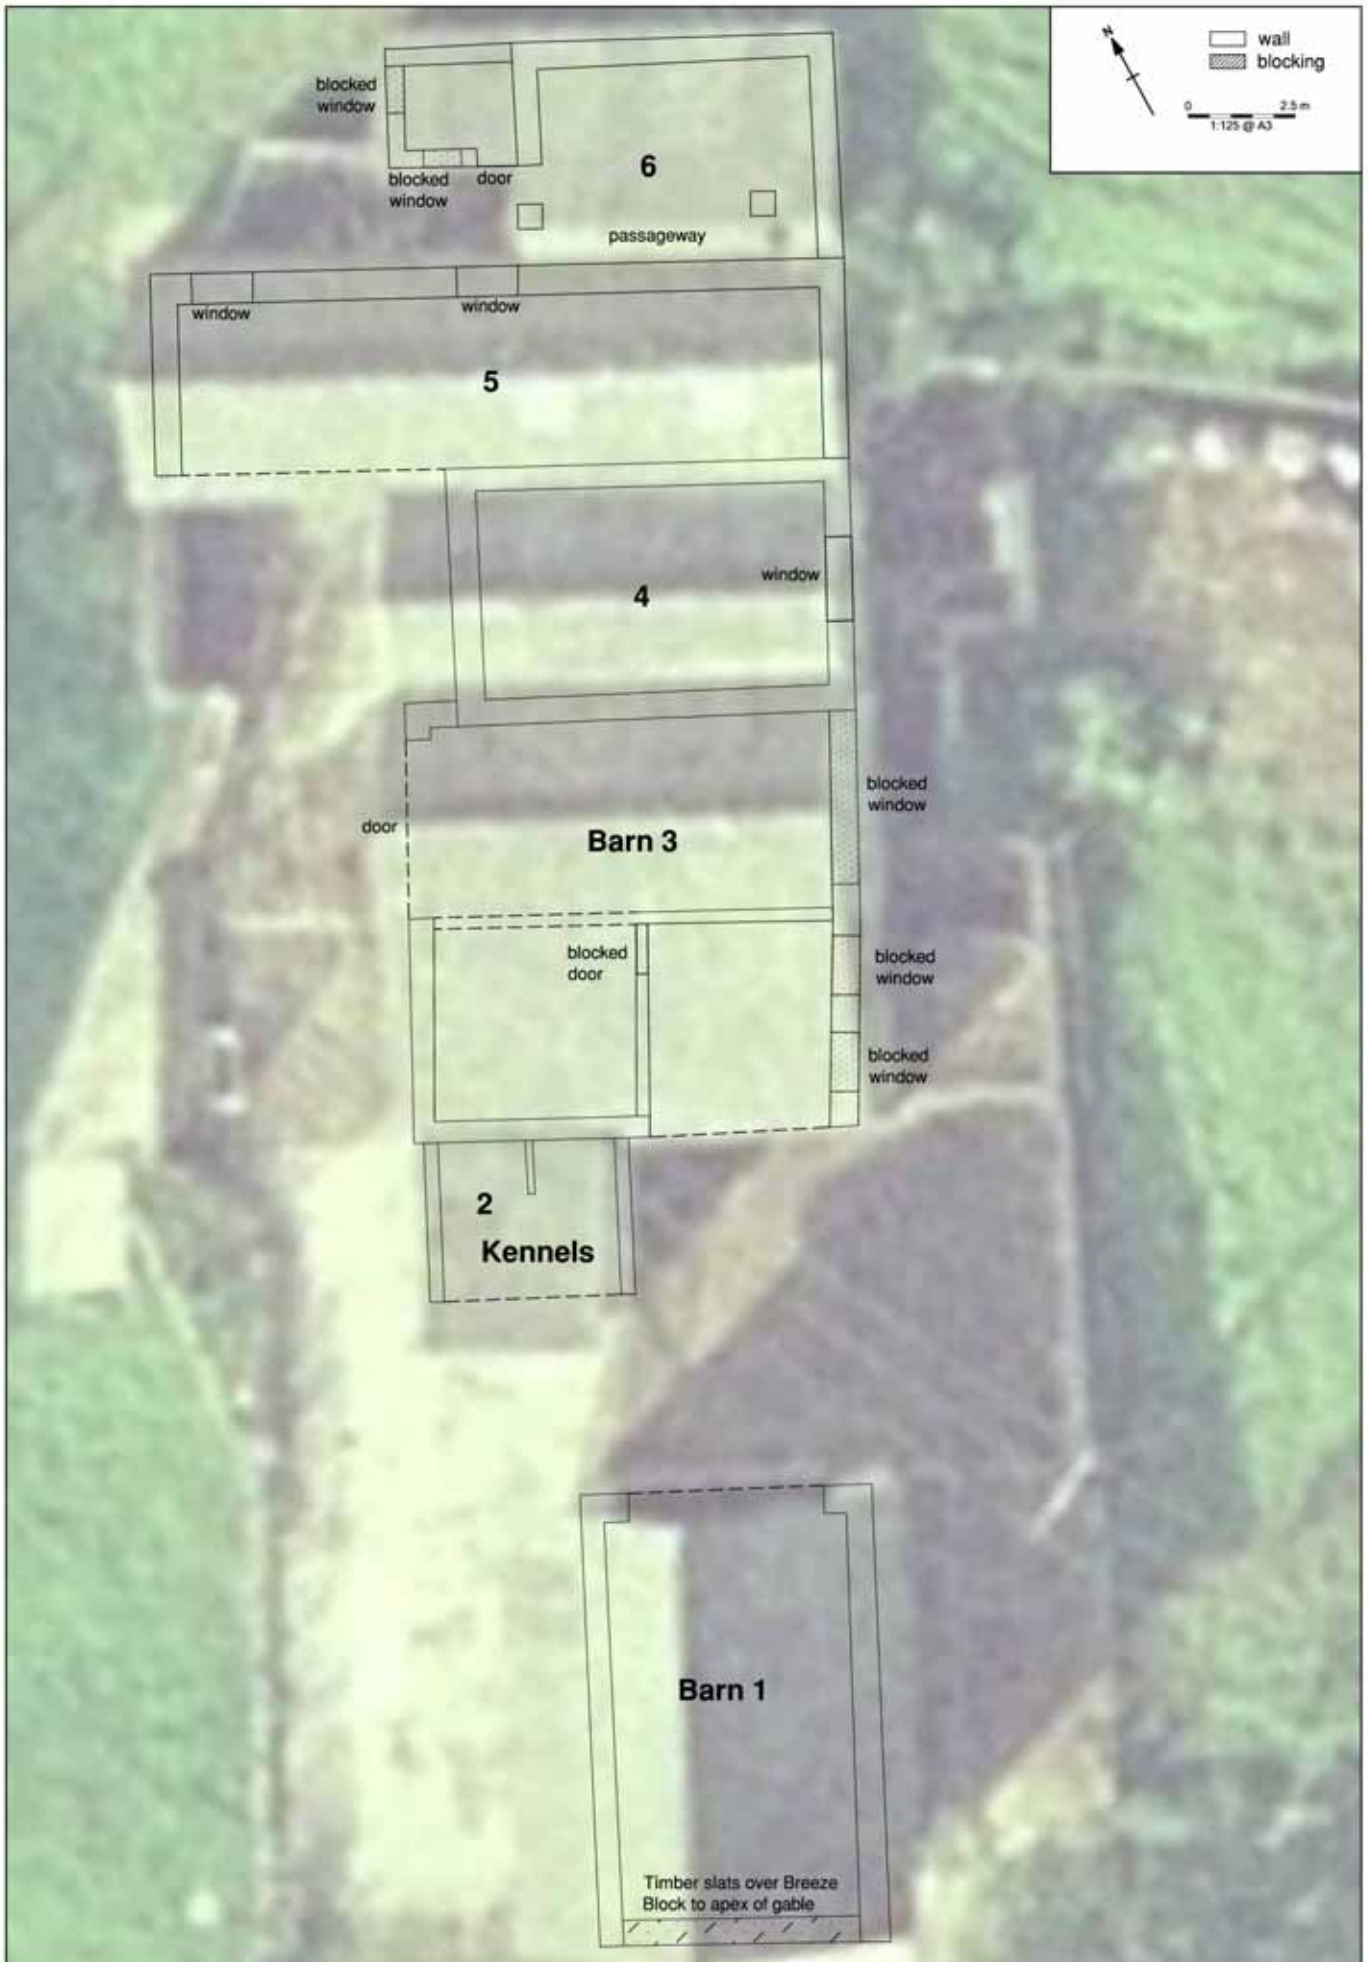 N
wall
blocking
0 2.5 m
1:125 @ A3
blocked
window
blocked
window
door
6
passageway
window
window
5
window
4
blocked
window
door
Barn 3
blocked
door
blocked
window
blocked
window
2
Kennels
Barn 1
Timber slats over Breeze
Block to apex of gable